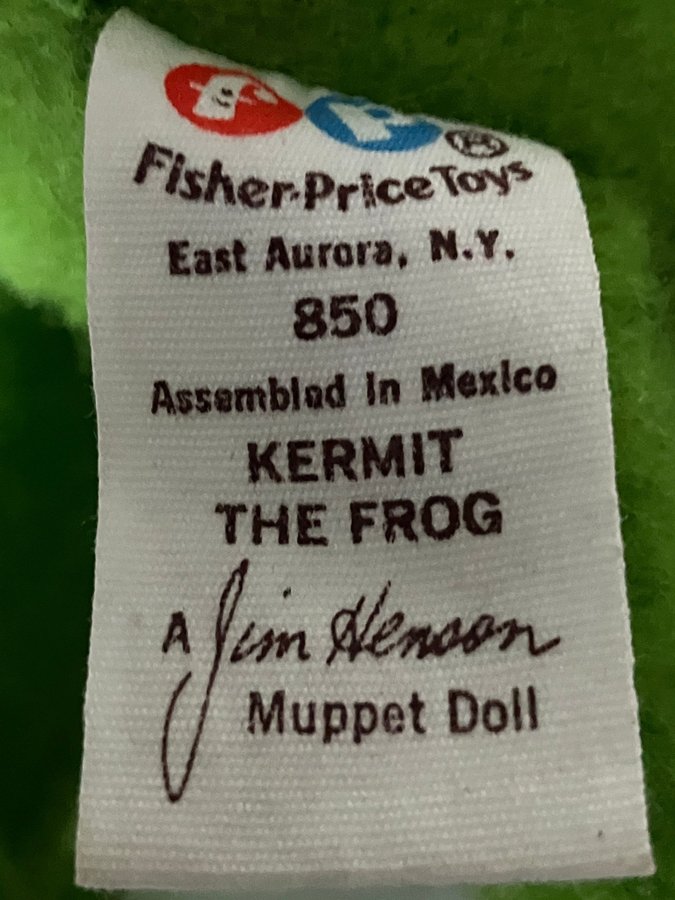 f P ®
Fisher-Price Toys
East Aurora, N.Y.
850
Assembled in Mexico
KERMIT
THE FROG
A Jim Henson
Muppet Doll